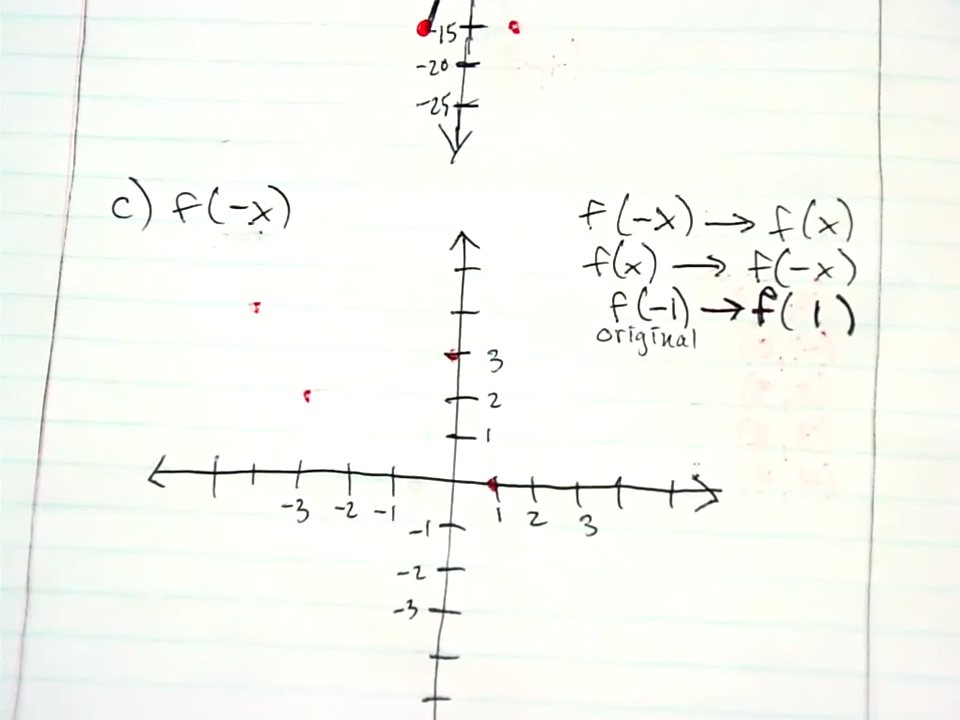 -15
-20
-25
c) f(-x)
f(-x) → f(x)
f(x) → f(-x)
f(-1) → f( 1 )
original
3
2
1
-3 -2 -1 1 2 3
-1
-2
-3